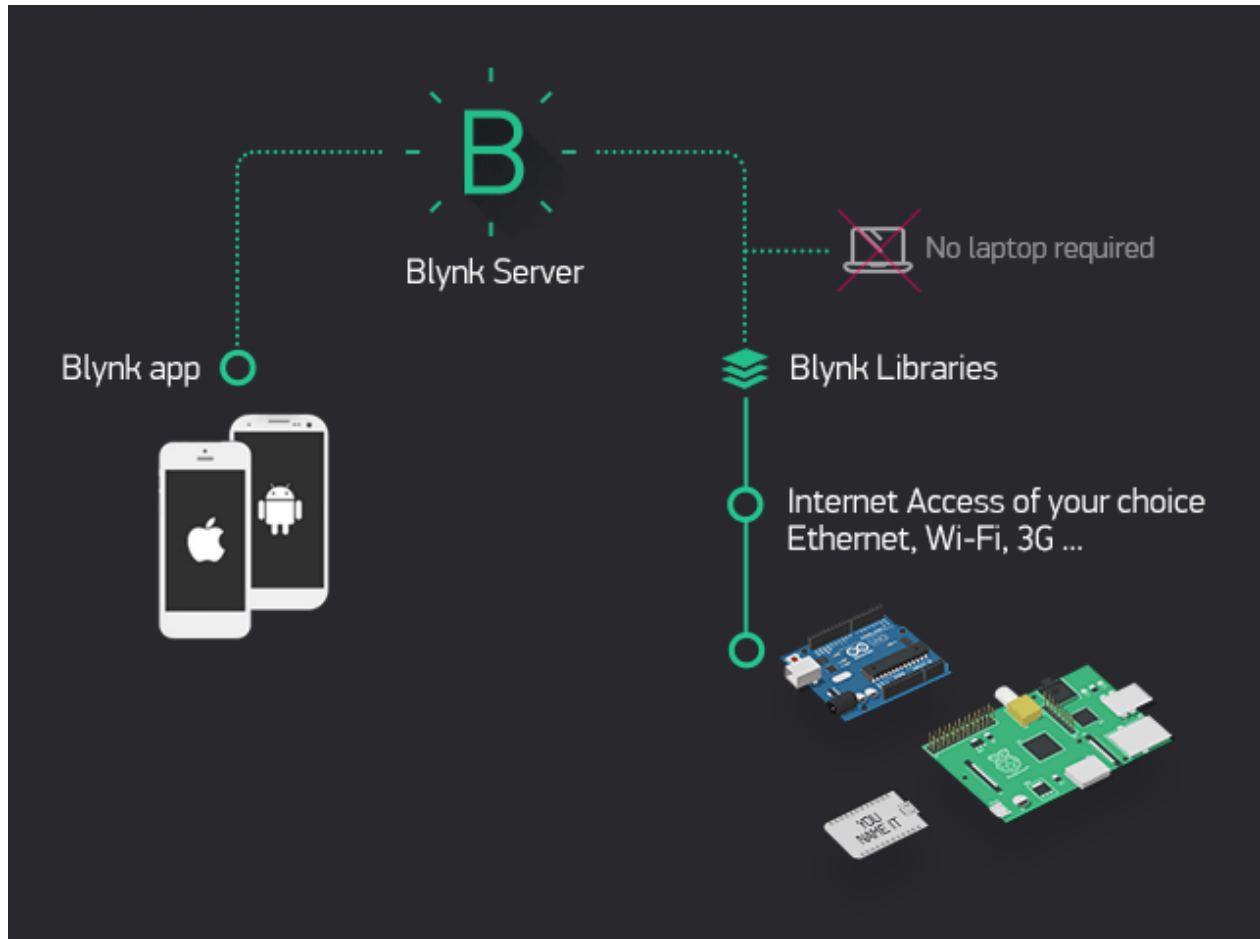 B
Blynk Server
No laptop required
Blynk app
Blynk Libraries
Internet Access of your choice
Ethernet, Wi-Fi, 3G ...
UNO
YOU
NAME IT